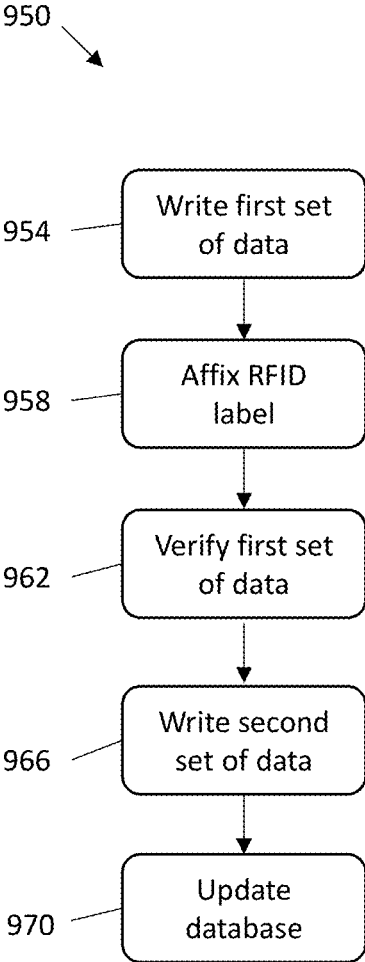 950
954
Write first set
of data
958
Affix RFID
label
962
Verify first set
of data
966
Write second
set of data
970
Update
database